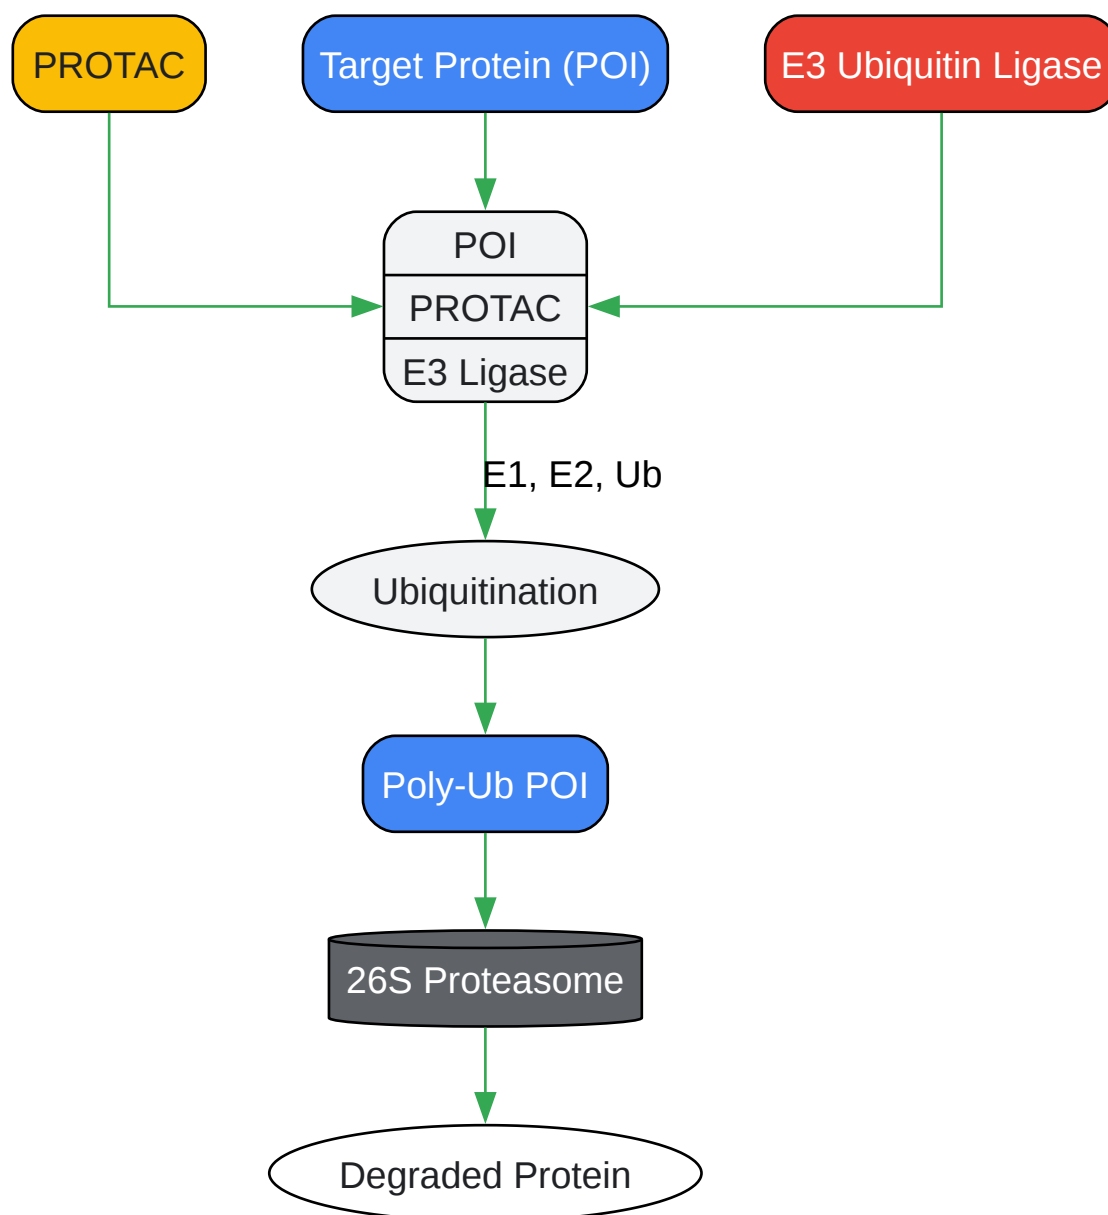 PROTAC
Target Protein (POI)
E3 Ubiquitin Ligase
POI
PROTAC
E3 Ligase
E1, E2, Ub
Ubiquitination
Poly-Ub POI
26S Proteasome
Degraded Protein